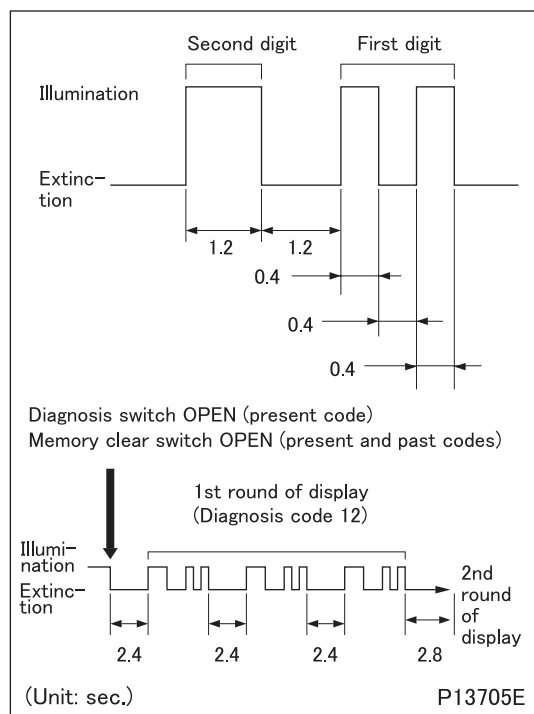 Second digit First digit
Illumination
Extinc-
tion
1.2 1.2
0.4
0.4
0.4
Diagnosis switch OPEN (present code)
Memory clear switch OPEN (present and past codes)
1st round of display
(Diagnosis code 12)
Illumi-
nation
Extinction
2nd
round
of
display
2.4 2.4 2.4 2.8
(Unit: sec.) P13705E